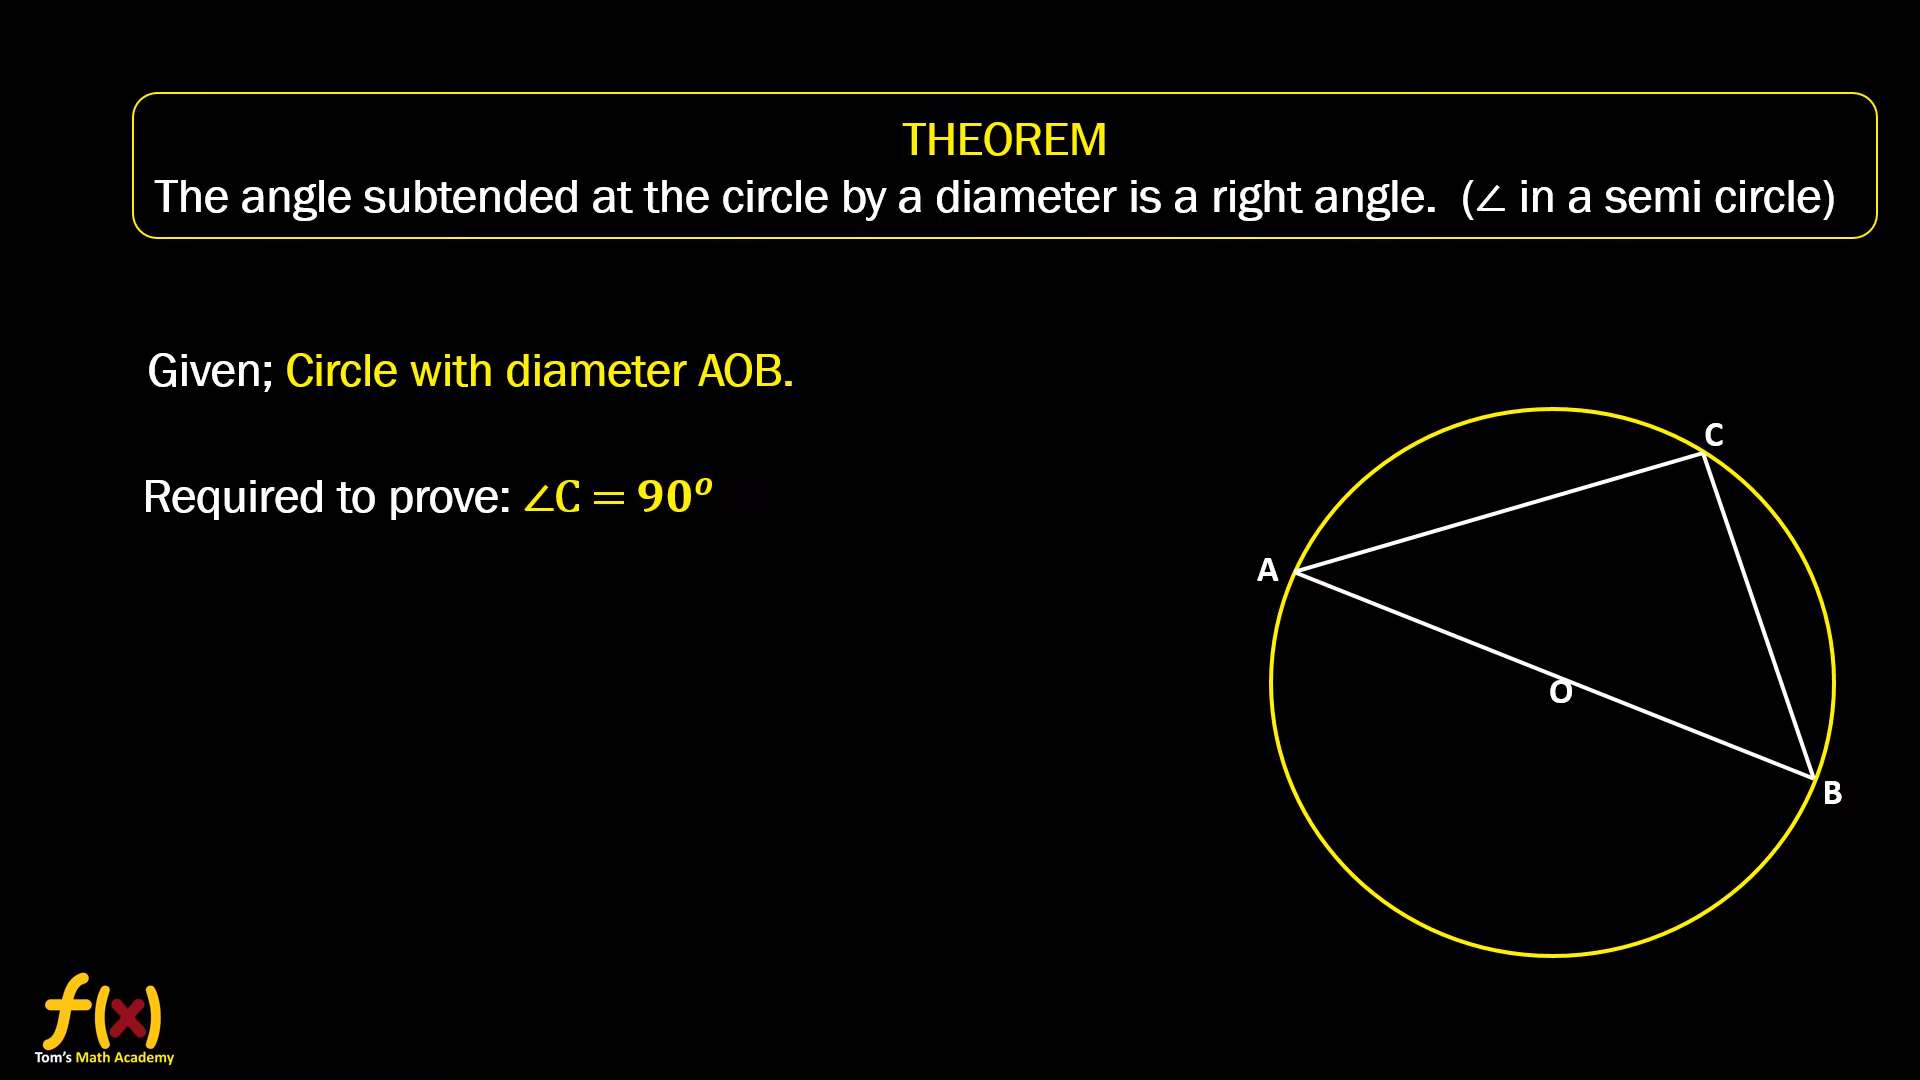 THEOREM
The angle subtended at the circle by a diameter is a right angle. (∠ in a semi circle)
Given; Circle with diameter AOB.
Required to prove: ∠C = 90º
C
A
O
B
f(x)
Tom's Math Academy